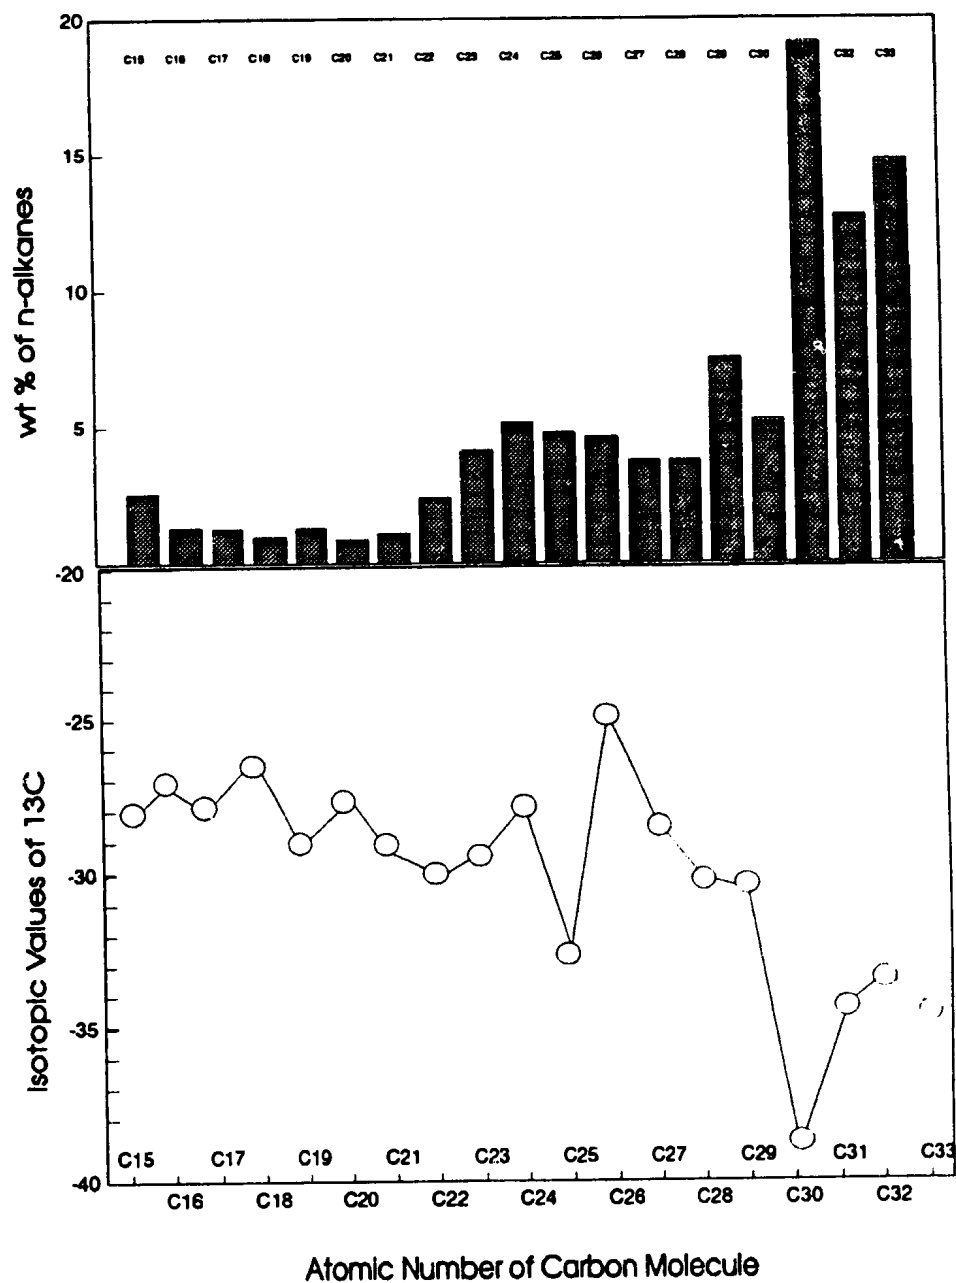 20
C15 C16 C17 C18 C19 C20 C21 C22 C23 C24 C25 C26 C27 C28 C29 C30 C32 C33
15
wt % of n-alkanes
10
5
-20
-25
Isotopic Values of 13C
-30
-35
C15 C17 C19 C21 C23 C25 C27 C29 C31 C33
-40
C16 C18 C20 C22 C24 C26 C28 C30 C32
Atomic Number of Carbon Molecule